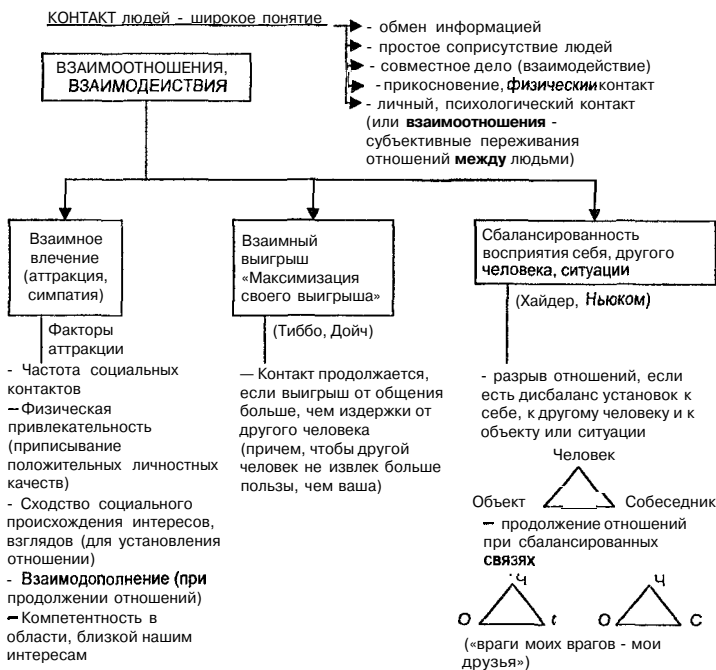 КОНТАКТ людей - широкое понятие
- обмен информацией
- простое соприсутствие людей
- совместное дело (взаимодействие)
- прикосновение, физический контакт
- личный, психологический контакт
(или взаимоотношения -
субъективные переживания
отношений между людьми)
ВЗАИМООТНОШЕНИЯ,
ВЗАИМОДЕИСТВИЯ
Взаимное
влечение
(аттракция,
симпатия)
Факторы
аттракции
- Частота социальных
контактов
– Физическая
привлекательность
(приписывание
положительных личностных
качеств)
- Сходство социального
происхождения интересов,
взглядов (для установления
отношении)
- Взаимодополнение (при
продолжении отношений)
– Компетентность в
области, близкой нашим
интересам
Взаимный
выигрыш
«Максимизация
своего выигрыша»
(Тиббо, Дойч)
— Контакт продолжается,
если выигрыш от общения
больше, чем издержки от
другого человека
(причем, чтобы другой
человек не извлек больше
пользы, чем ваша)
Сбалансированность
восприятия себя, другого
человека, ситуации
(Хайдер, Ньюком)
- разрыв отношений, если
есть дисбаланс установок к
себе, к другому человеку и к
объекту или ситуации
Человек
Объект Собеседник
– продолжение отношений
при сбалансированных
связях
Ч Ч
О О С
(«враги моих врагов - мои
друзья»)